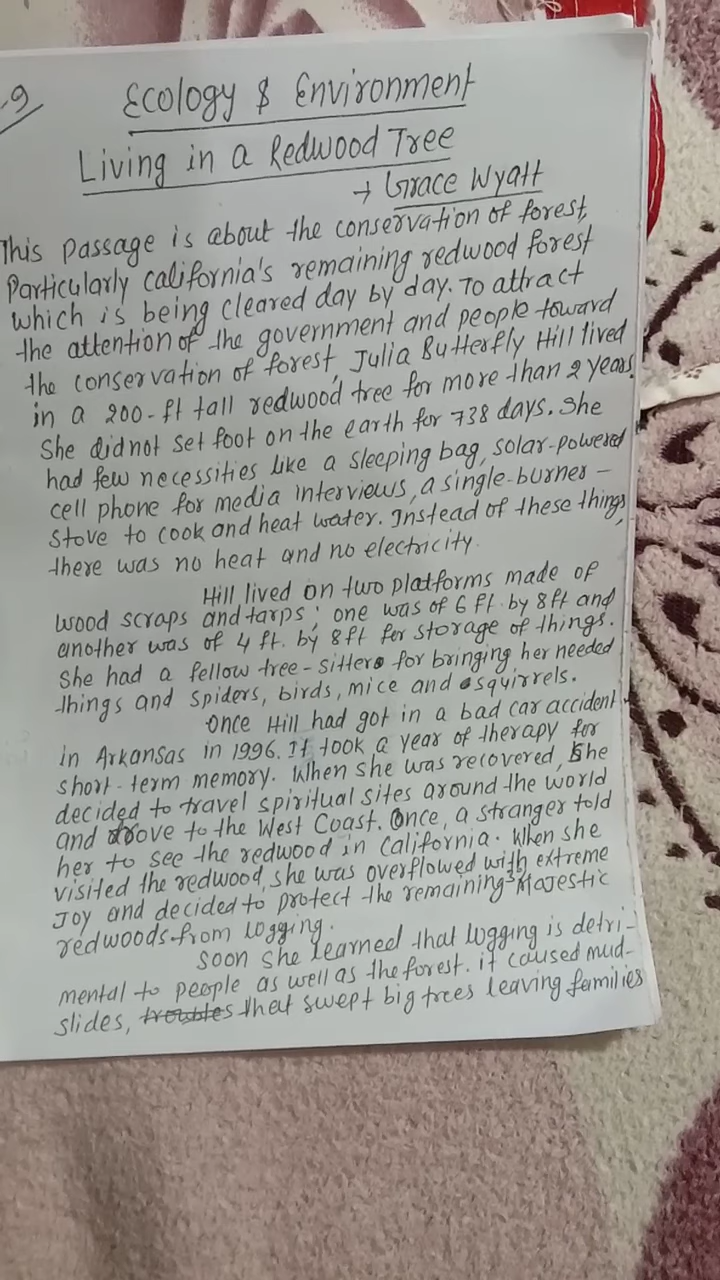 -9
Ecology & Environment
Living in a Redwood Tree
→ Grace Wyatt
This passage is about the conservation of forest,
Particularly california's remaining redwood forest
which is being cleared day by day. To attract
the attention of the government and people toward
the conservation of forest, Julia Butterfly Hill lived
in a 200-ft tall redwood tree for more than 2 years.
She did not set foot on the earth for 738 days. She
had few necessities like a sleeping bag, solar-powered
cell phone for media interviews, a single-burner-
stove to cook and heat water. Instead of these things,
there was no heat and no electricity.
Hill lived on two platforms made of
wood scraps and tarps; one was of 6 ft. by 8 ft and
another was of 4 ft. by 8ft for storage of things.
She had a fellow tree-sitters for bringing her needed
things and spiders, birds, mice and squirrels.
Once Hill had got in a bad car accident
in Arkansas in 1996. It took a year of therapy for
short-term memory. When she was recovered, she
decided to travel spiritual sites around the world
and drove to the West Coast. Once, a stranger told
her to see the redwood in California. When she
visited the redwood, she was overflowed with extreme
Joy and decided to protect the remaining 3% Majestic
redwoods from logging.
Soon she learned that logging is detri-
mental to people as well as the forest. it caused mud-
slides, troubles that swept big trees leaving families